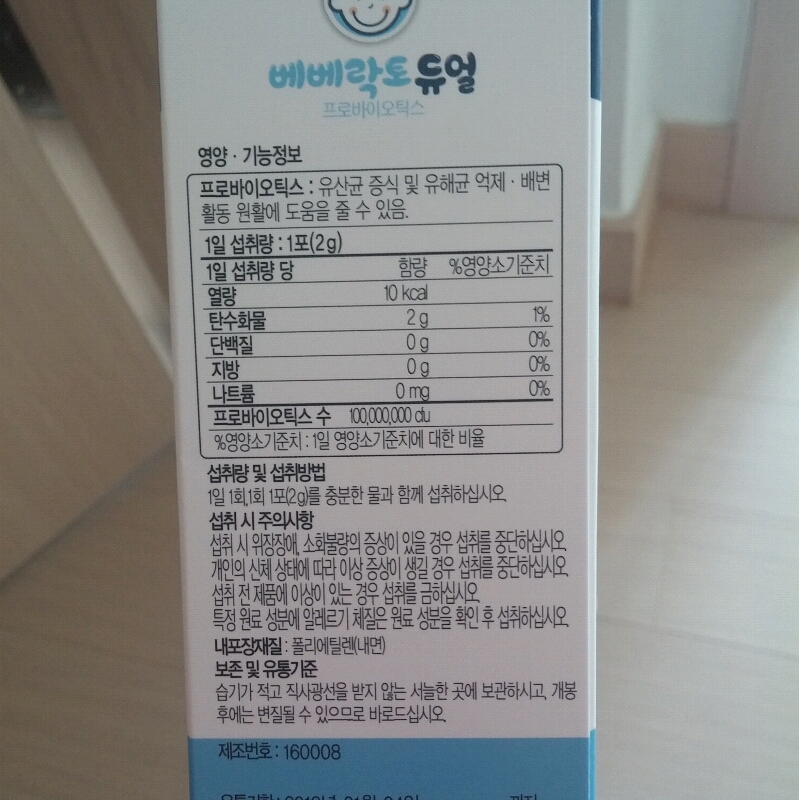 베베락토듀얼
프로바이오틱스
영양 · 기능정보
프로바이오틱스 : 유산균 증식 및 유해균 억제 · 배변
활동 원활에 도움을 줄 수 있음.
1일 섭취량 : 1포(2g)
1일 섭취량 당 함량 %영양소기준치
열량 10 kcal
탄수화물 2 g 1%
단백질 0 g 0%
지방 0 g 0%
나트륨 0 mg 0%
프로바이오틱스 수 100,000,000 cfu
%영양소기준치 : 1일 영양소기준치에 대한 비율
섭취량 및 섭취방법
1일 1회,1회 1포(2g)를 충분한 물과 함께 섭취하십시오.
섭취 시 주의사항
섭취 시 위장장애, 소화불량의 증상이 있을 경우 섭취를 중단하십시오.
개인의 신체 상태에 따라 이상 증상이 생길 경우 섭취를 중단하십시오.
섭취 전 제품에 이상이 있는 경우 섭취를 금하십시오.
특정 원료 성분에 알레르기 체질은 원료 성분을 확인 후 섭취하십시오.
내포장재질 : 폴리에틸렌(내면)
보존 및 유통기준
습기가 적고 직사광선을 받지 않는 서늘한 곳에 보관하시고, 개봉
후에는 변질될 수 있으므로 바로드십시오.
제조번호 : 160008